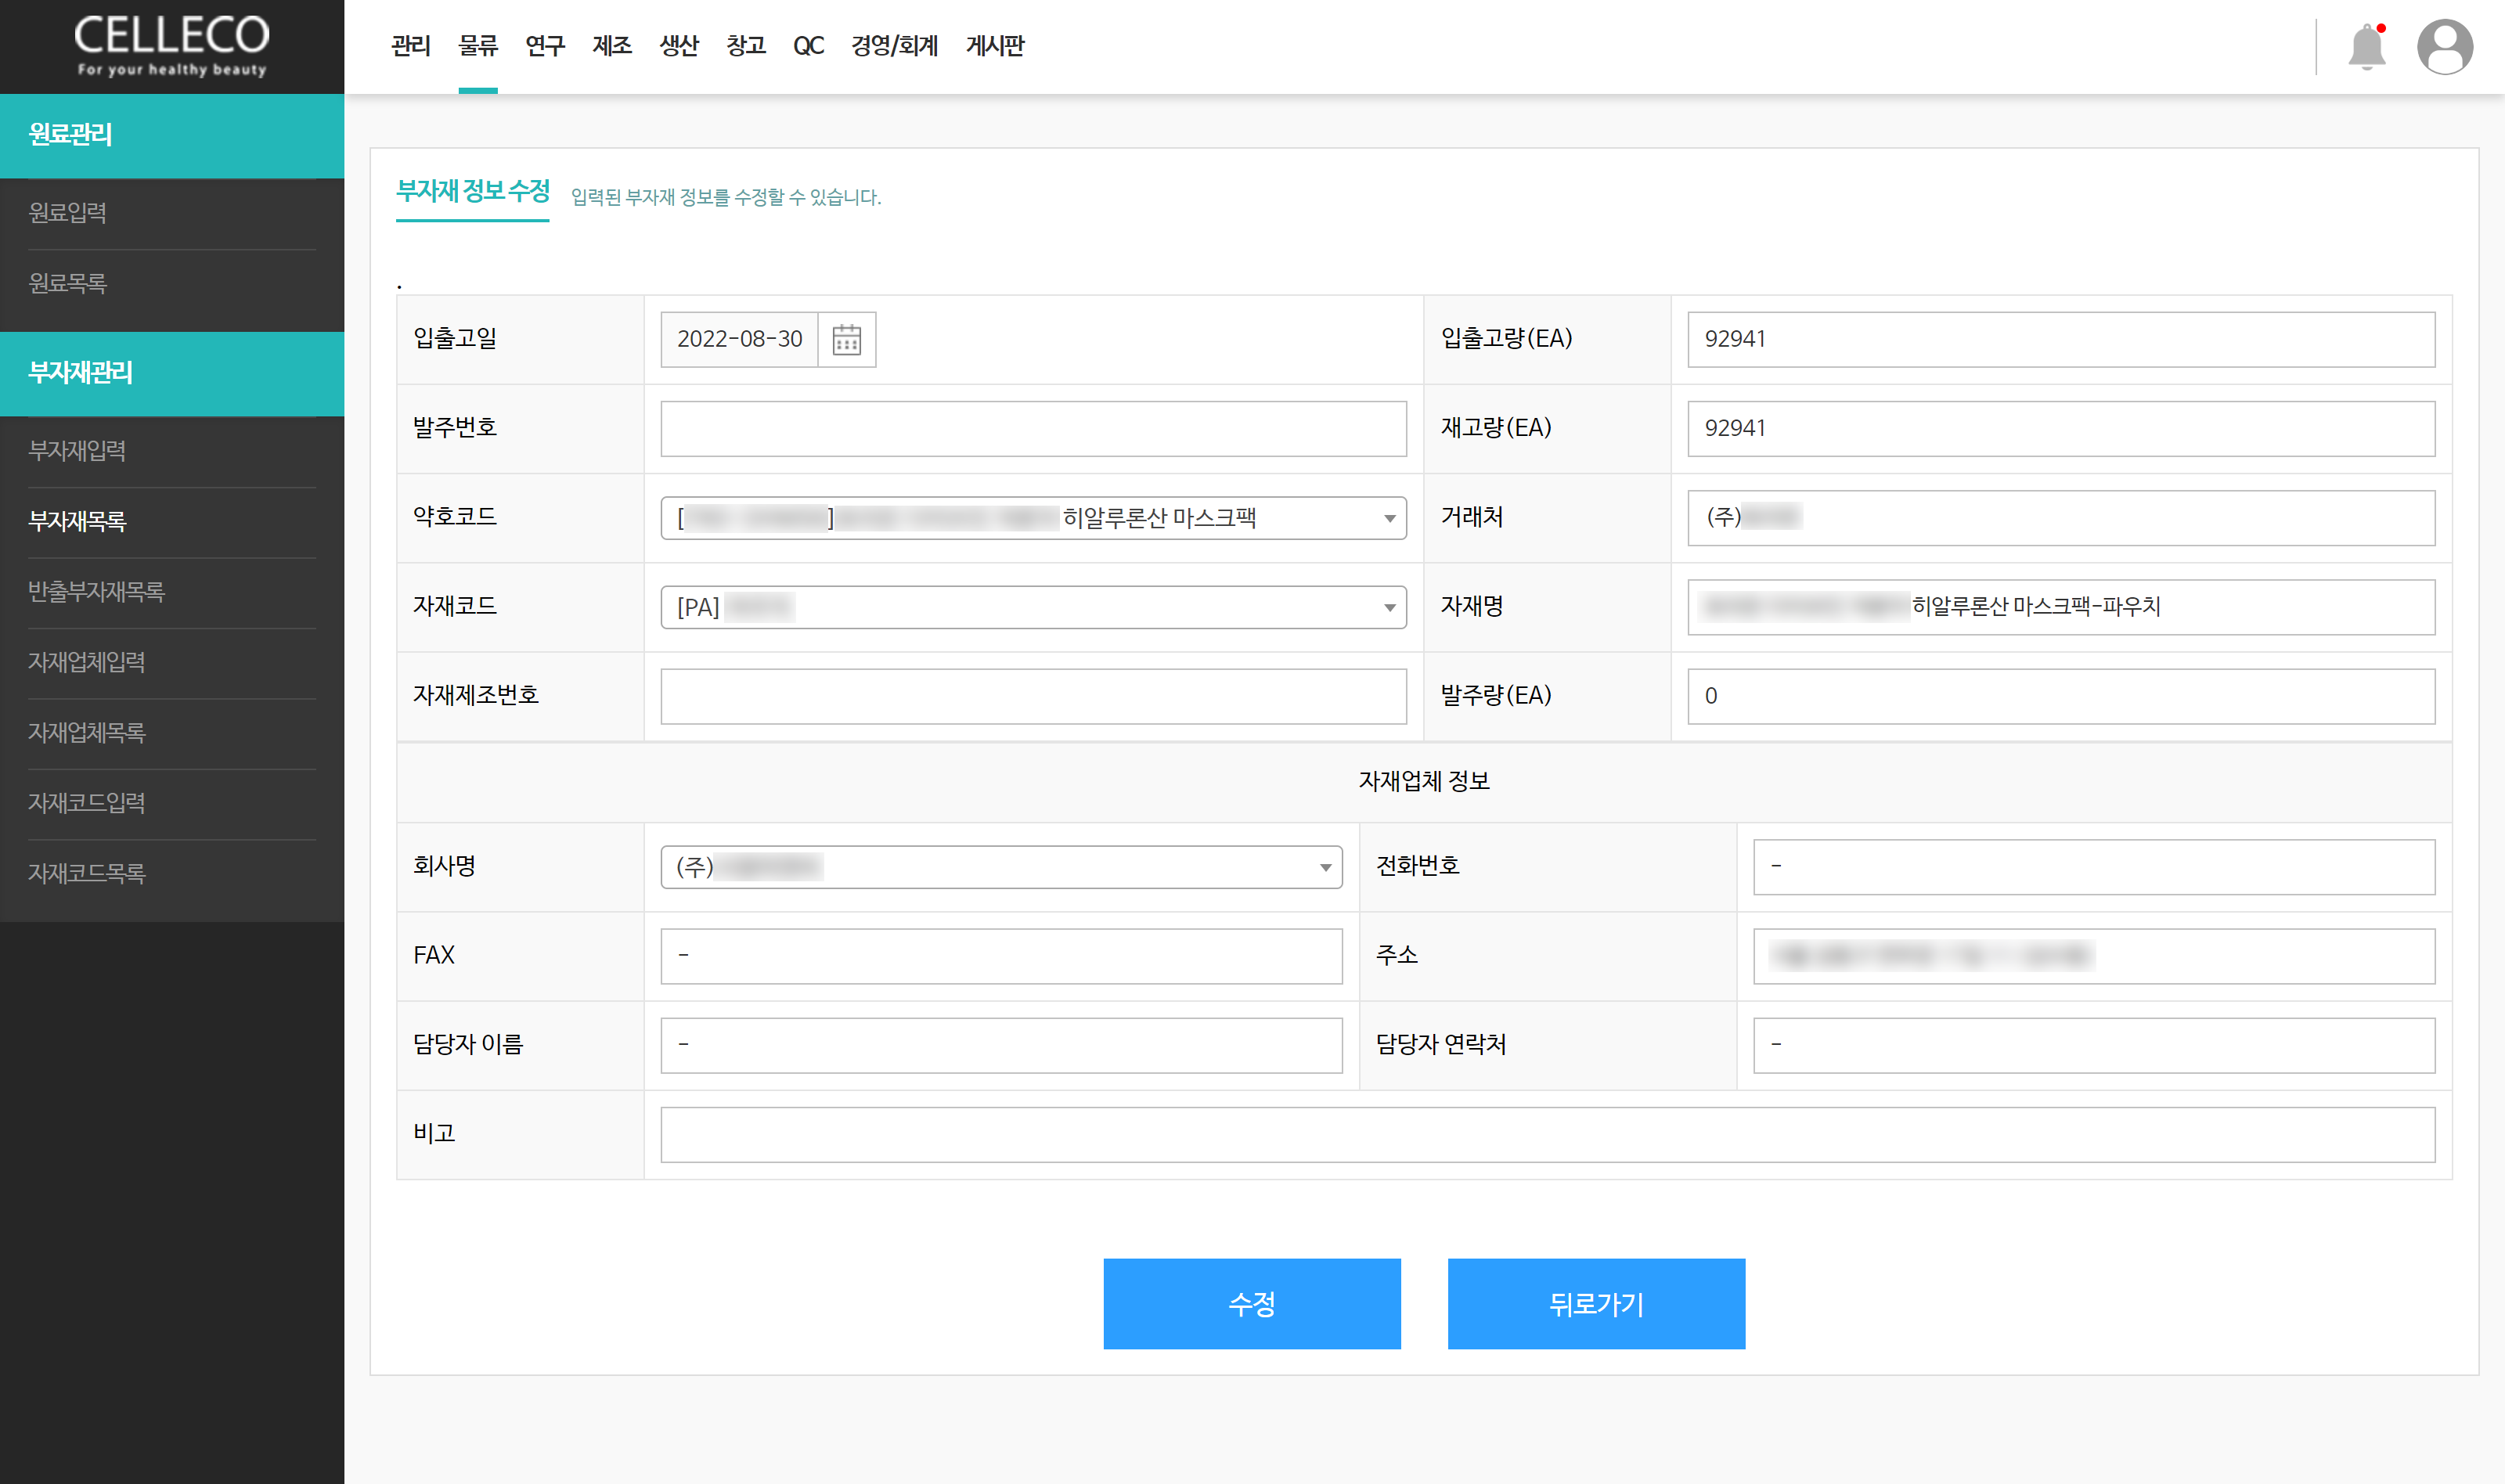 CELLECO
For your healthy beauty
관리 물류 연구 제조 생산 창고 QC 경영/회계 게시판
원료관리
원료입력
원료목록
부자재관리
부자재입력
부자재목록
반출부자재목록
자재업체입력
자재업체목록
자재코드입력
자재코드목록
부자재 정보 수정 입력된 부자재 정보를 수정할 수 있습니다.
.
입출고일 2022-08-30 입출고량(EA) 92941
발주번호 재고량(EA) 92941
약호코드 [ ] 히알루론산 마스크팩 거래처 (주)
자재코드 [PA] 자재명 히알루론산 마스크팩-파우치
자재제조번호 발주량(EA) 0
자재업체 정보
회사명 (주) 전화번호 -
FAX - 주소
담당자 이름 - 담당자 연락처 -
비고
수정 뒤로가기